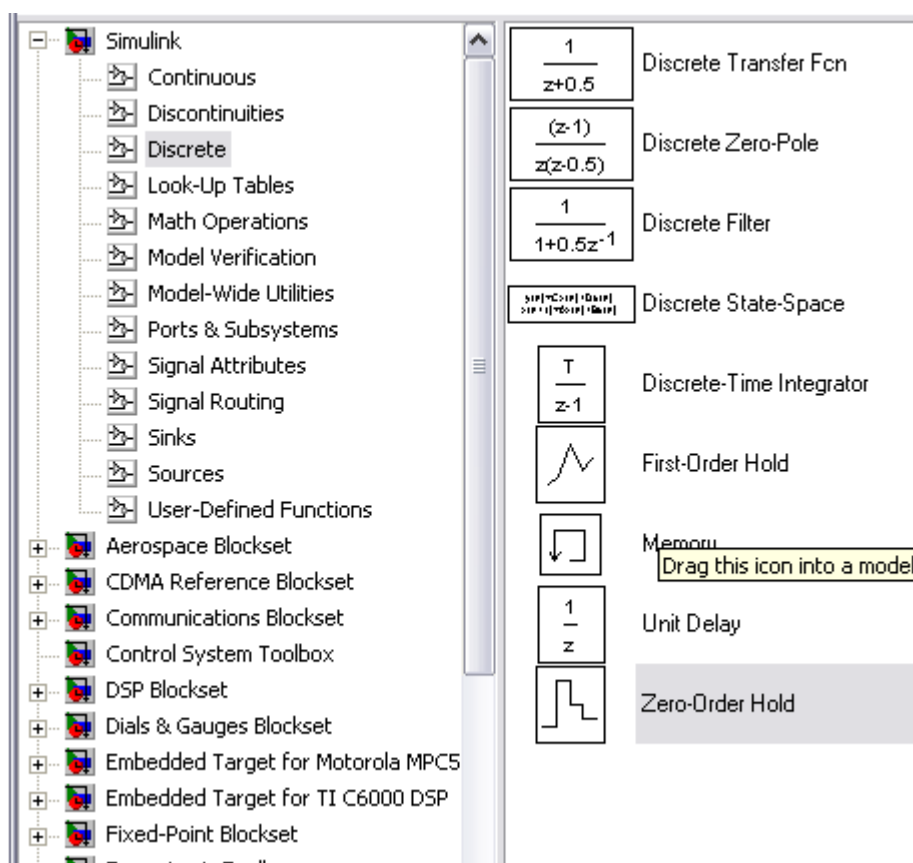 Simulink
Continuous
Discontinuities
Discrete
Look-Up Tables
Math Operations
Model Verification
Model-Wide Utilities
Ports & Subsystems
Signal Attributes
Signal Routing
Sinks
Sources
User-Defined Functions
Aerospace Blockset
CDMA Reference Blockset
Communications Blockset
Control System Toolbox
DSP Blockset
Dials & Gauges Blockset
Embedded Target for Motorola MPC5
Embedded Target for TI C6000 DSP
Fixed-Point Blockset
1
z+0.5
Discrete Transfer Fcn
(z-1)
z(z-0.5)
Discrete Zero-Pole
1
1+0.5z-1
Discrete Filter
Discrete State-Space
T
z-1
Discrete-Time Integrator
First-Order Hold
Memory
Drag this icon into a model
1
z
Unit Delay
Zero-Order Hold